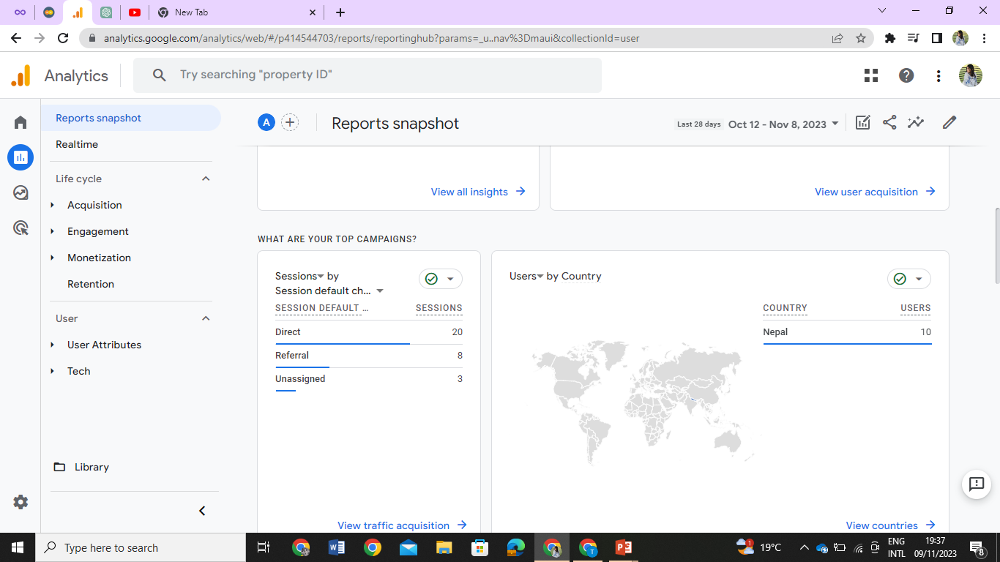 New Tab
analytics.google.com/analytics/web/#/p414544703/reports/reportinghub?params=_u..nav%3Dmaui&collectionId=user
Analytics
Try searching "property ID"
Reports snapshot
Realtime
Life cycle
Acquisition
Engagement
Monetization
Retention
User
User Attributes
Tech
Library
A
Reports snapshot
Last 28 days Oct 12 - Nov 8, 2023
View all insights
View user acquisition
WHAT ARE YOUR TOP CAMPAIGNS?
Sessions by
Session default ch...
SESSION DEFAULT ... SESSIONS
Direct 20
Referral 8
Unassigned 3
View traffic acquisition
Users by Country
COUNTRY USERS
Nepal 10
View countries
Type here to search
W
T
P
1
19°C
ENG
INTL
19:37
09/11/2023
8